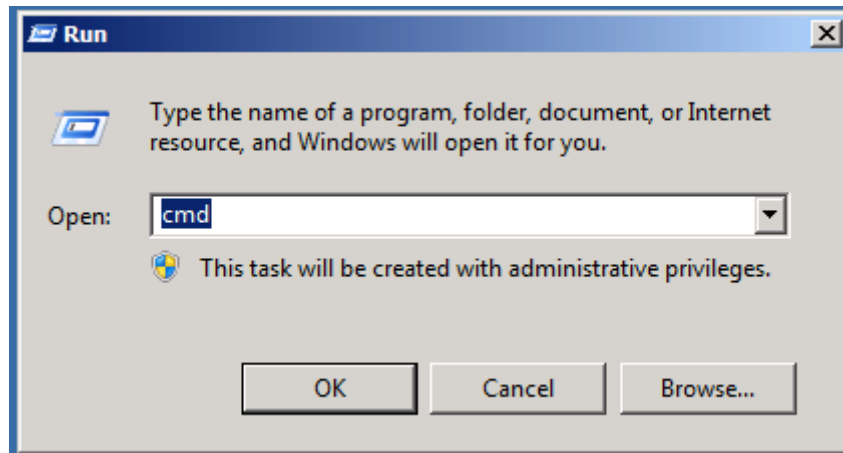 Run
Type the name of a program, folder, document, or Internet
resource, and Windows will open it for you.
Open: cmd
This task will be created with administrative privileges.
OK Cancel Browse...